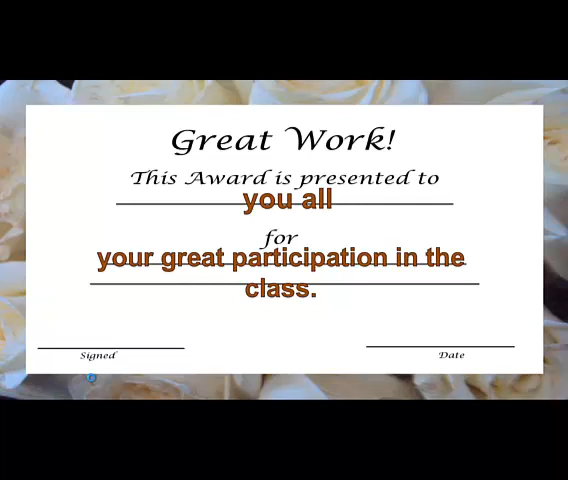 Great Work!
This Award is presented to
you all
for
your great participation in the
class.
Signed
Date